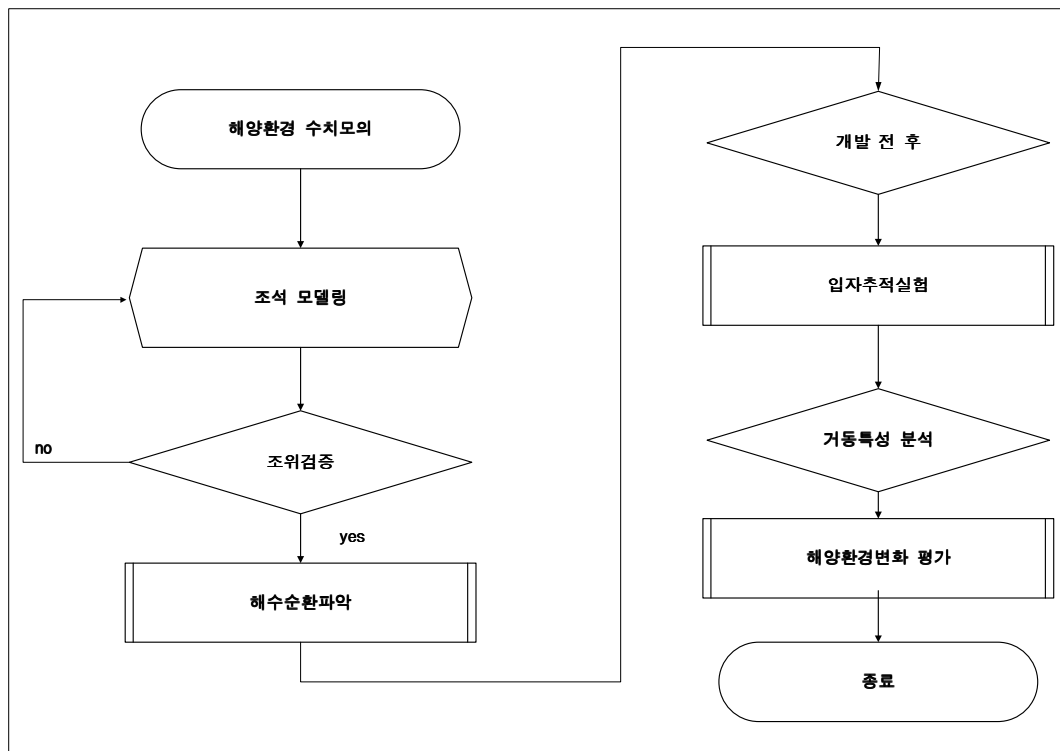 해양환경 수치모의
조석 모델링
no
조위검증
yes
해수순환파악
개발 전 후
입자추적실험
거동특성 분석
해양환경변화 평가
종료